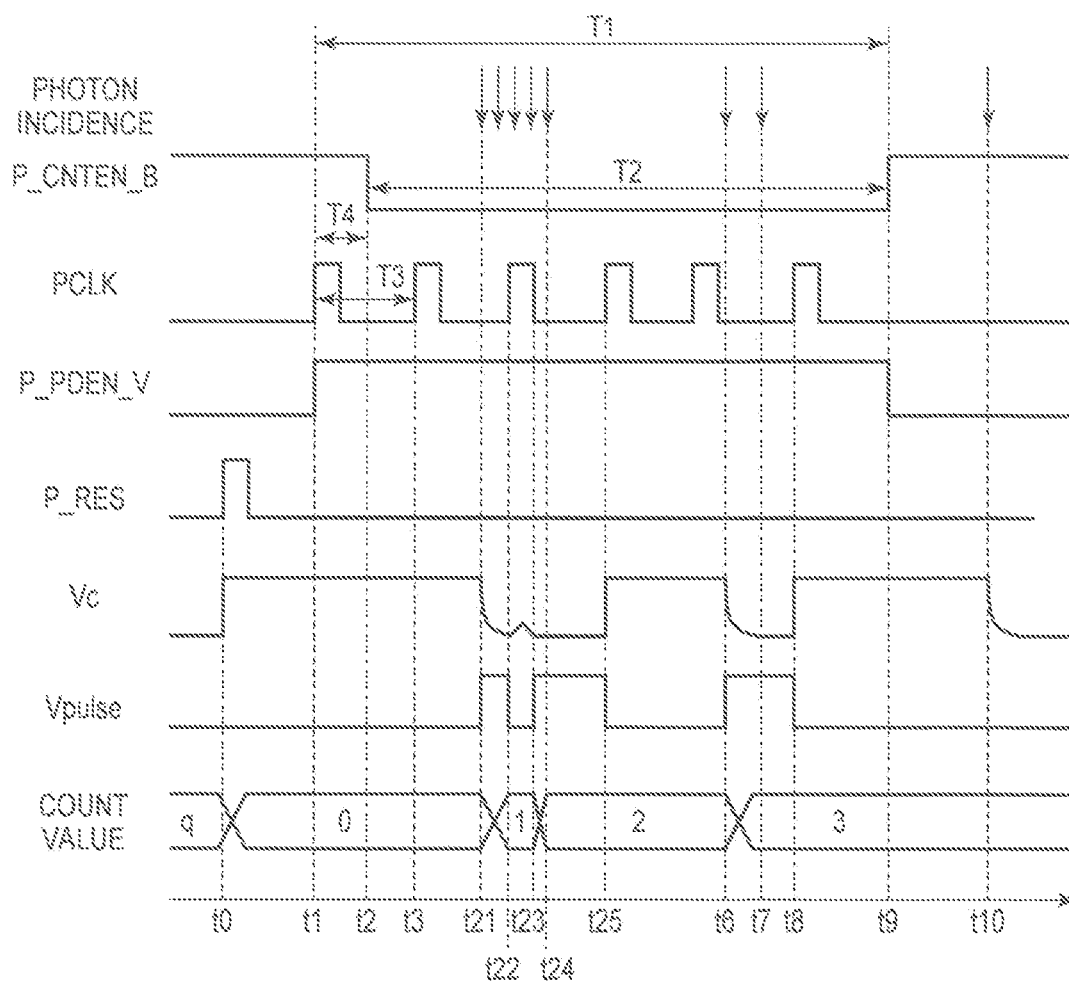 T1
PHOTON
INCIDENCE
P_CNTEN_B
T2
T4
PCLK
T3
P_PDEN_V
P_RES
Vc
Vpulse
COUNT
VALUE
q 0 1 2 3
t0 t1 t2 t3 t21 t23 t25 t6 t7 t8 t9 t10
t22 t24